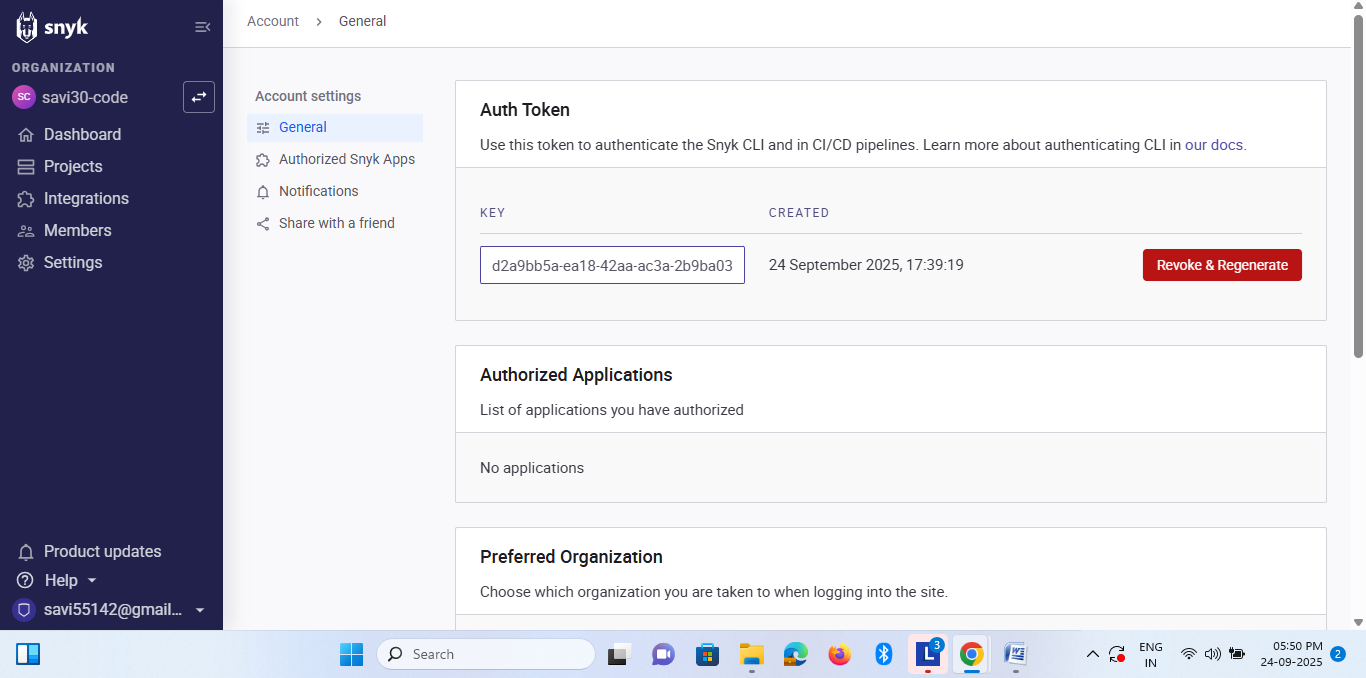 snyk
Account > General
ORGANIZATION
SC savi30-code
Dashboard
Projects
Integrations
Members
Settings
Product updates
Help
savi55142@gmail...
Account settings
General
Authorized Snyk Apps
Notifications
Share with a friend
Auth Token
Use this token to authenticate the Snyk CLI and in CI/CD pipelines. Learn more about authenticating CLI in our docs.
KEY CREATED
d2a9bb5a-ea18-42aa-ac3a-2b9ba03 24 September 2025, 17:39:19 Revoke & Regenerate
Authorized Applications
List of applications you have authorized
No applications
Preferred Organization
Choose which organization you are taken to when logging into the site.
Search
L 3
W
ENG
IN
05:50 PM
24-09-2025
2